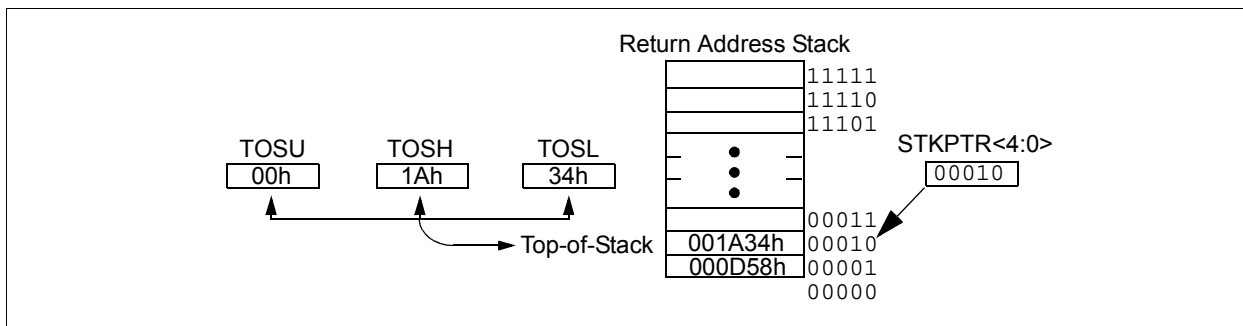 Return Address Stack
11111
11110
11101
TOSU TOSH TOSL
STKPTR<4:0>
00h 1Ah 34h
00010
00011
Top-of-Stack 001A34h 00010
000D58h 00001
00000